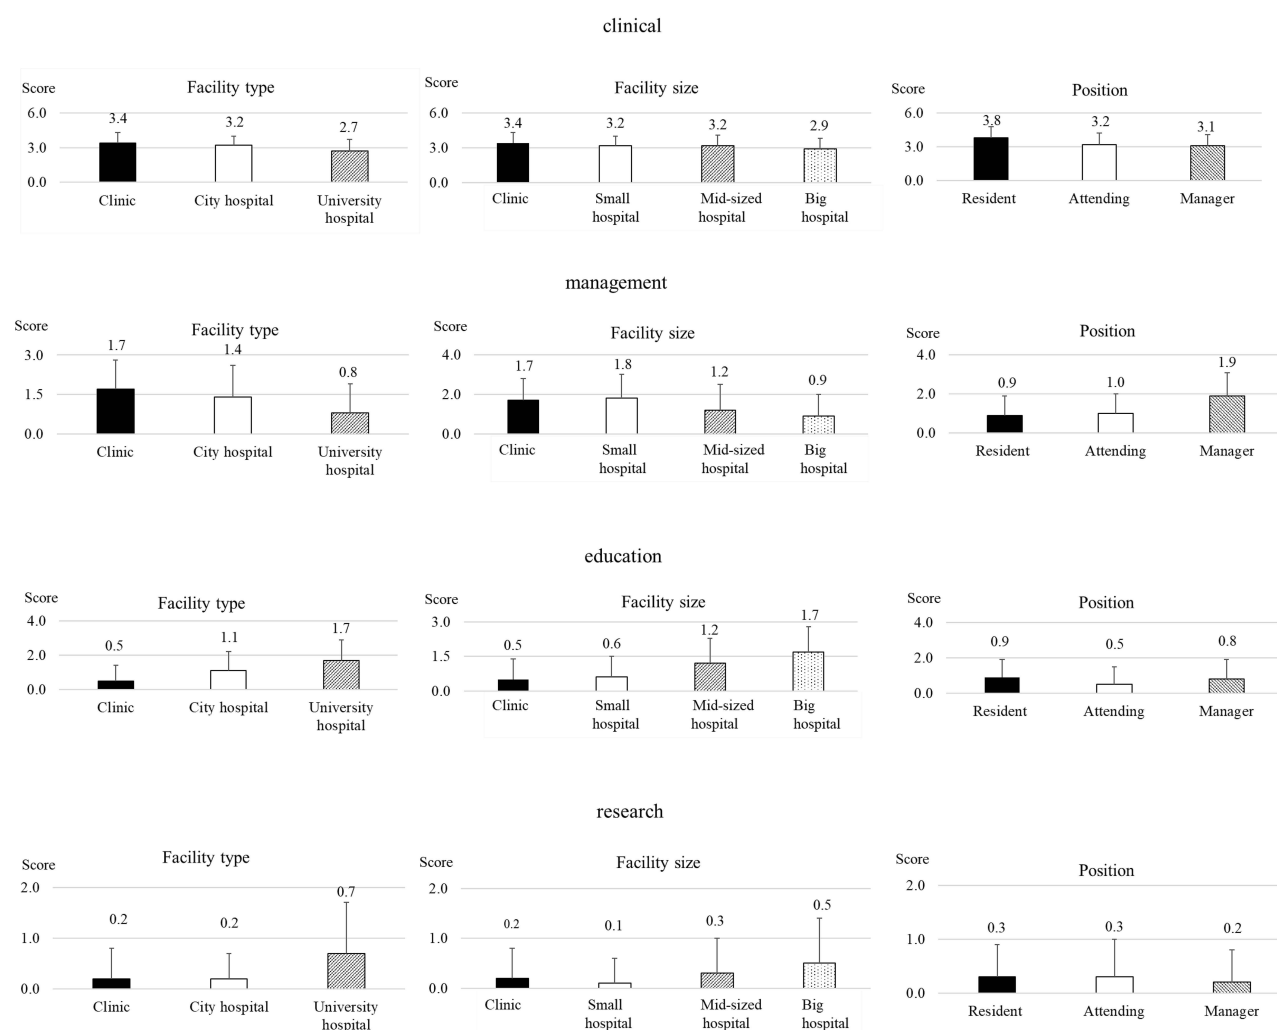 clinical
Score
Facility type
6.0
3.0
0.0
3.4
3.2
2.7
Clinic
City hospital
University
hospital
Score
Facility size
6.0
3.0
0.0
3.4
3.2
3.2
2.9
Clinic
Small
hospital
Mid-sized
hospital
Big
hospital
Score
Position
6.0
3.0
0.0
3.8
3.2
3.1
Resident
Attending
Manager
management
Score
Facility type
3.0
1.5
0.0
1.7
1.4
0.8
Clinic
City hospital
University
hospital
Score
Facility size
4.0
2.0
0.0
1.7
1.8
1.2
0.9
Clinic
Small
hospital
Mid-sized
hospital
Big
hospital
Score
Position
4.0
2.0
0.0
0.9
1.0
1.9
Resident
Attending
Manager
education
Score
Facility type
4.0
2.0
0.0
0.5
1.1
1.7
Clinic
City hospital
University
hospital
Score
Facility size
3.0
1.5
0.0
0.5
0.6
1.2
1.7
Clinic
Small
hospital
Mid-sized
hospital
Big
hospital
Score
Position
4.0
2.0
0.0
0.9
0.5
0.8
Resident
Attending
Manager
research
Score
Facility type
2.0
1.0
0.0
0.2
0.2
0.7
Clinic
City hospital
University
hospital
Score
Facility size
2.0
1.0
0.0
0.2
0.1
0.3
0.5
Clinic
Small
hospital
Mid-sized
hospital
Big
hospital
Score
Position
2.0
1.0
0.0
0.3
0.3
0.2
Resident
Attending
Manager